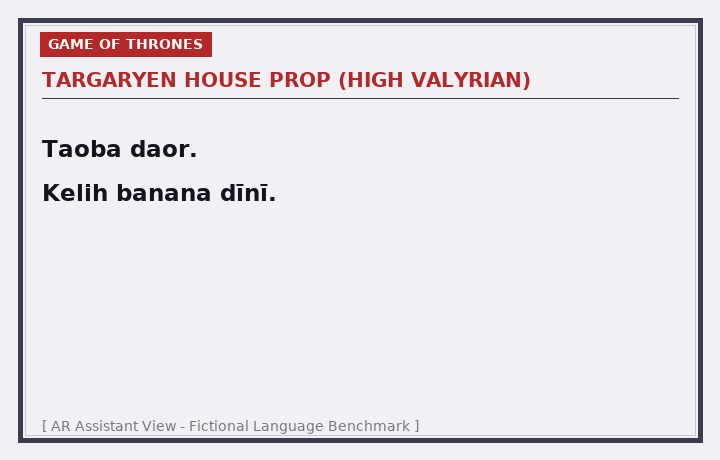 GAME OF THRONES
TARGARYEN HOUSE PROP (HIGH VALYRIAN)
Taoba daor.
Kelih banana dīnī.
[ AR Assistant View - Fictional Language Benchmark ]